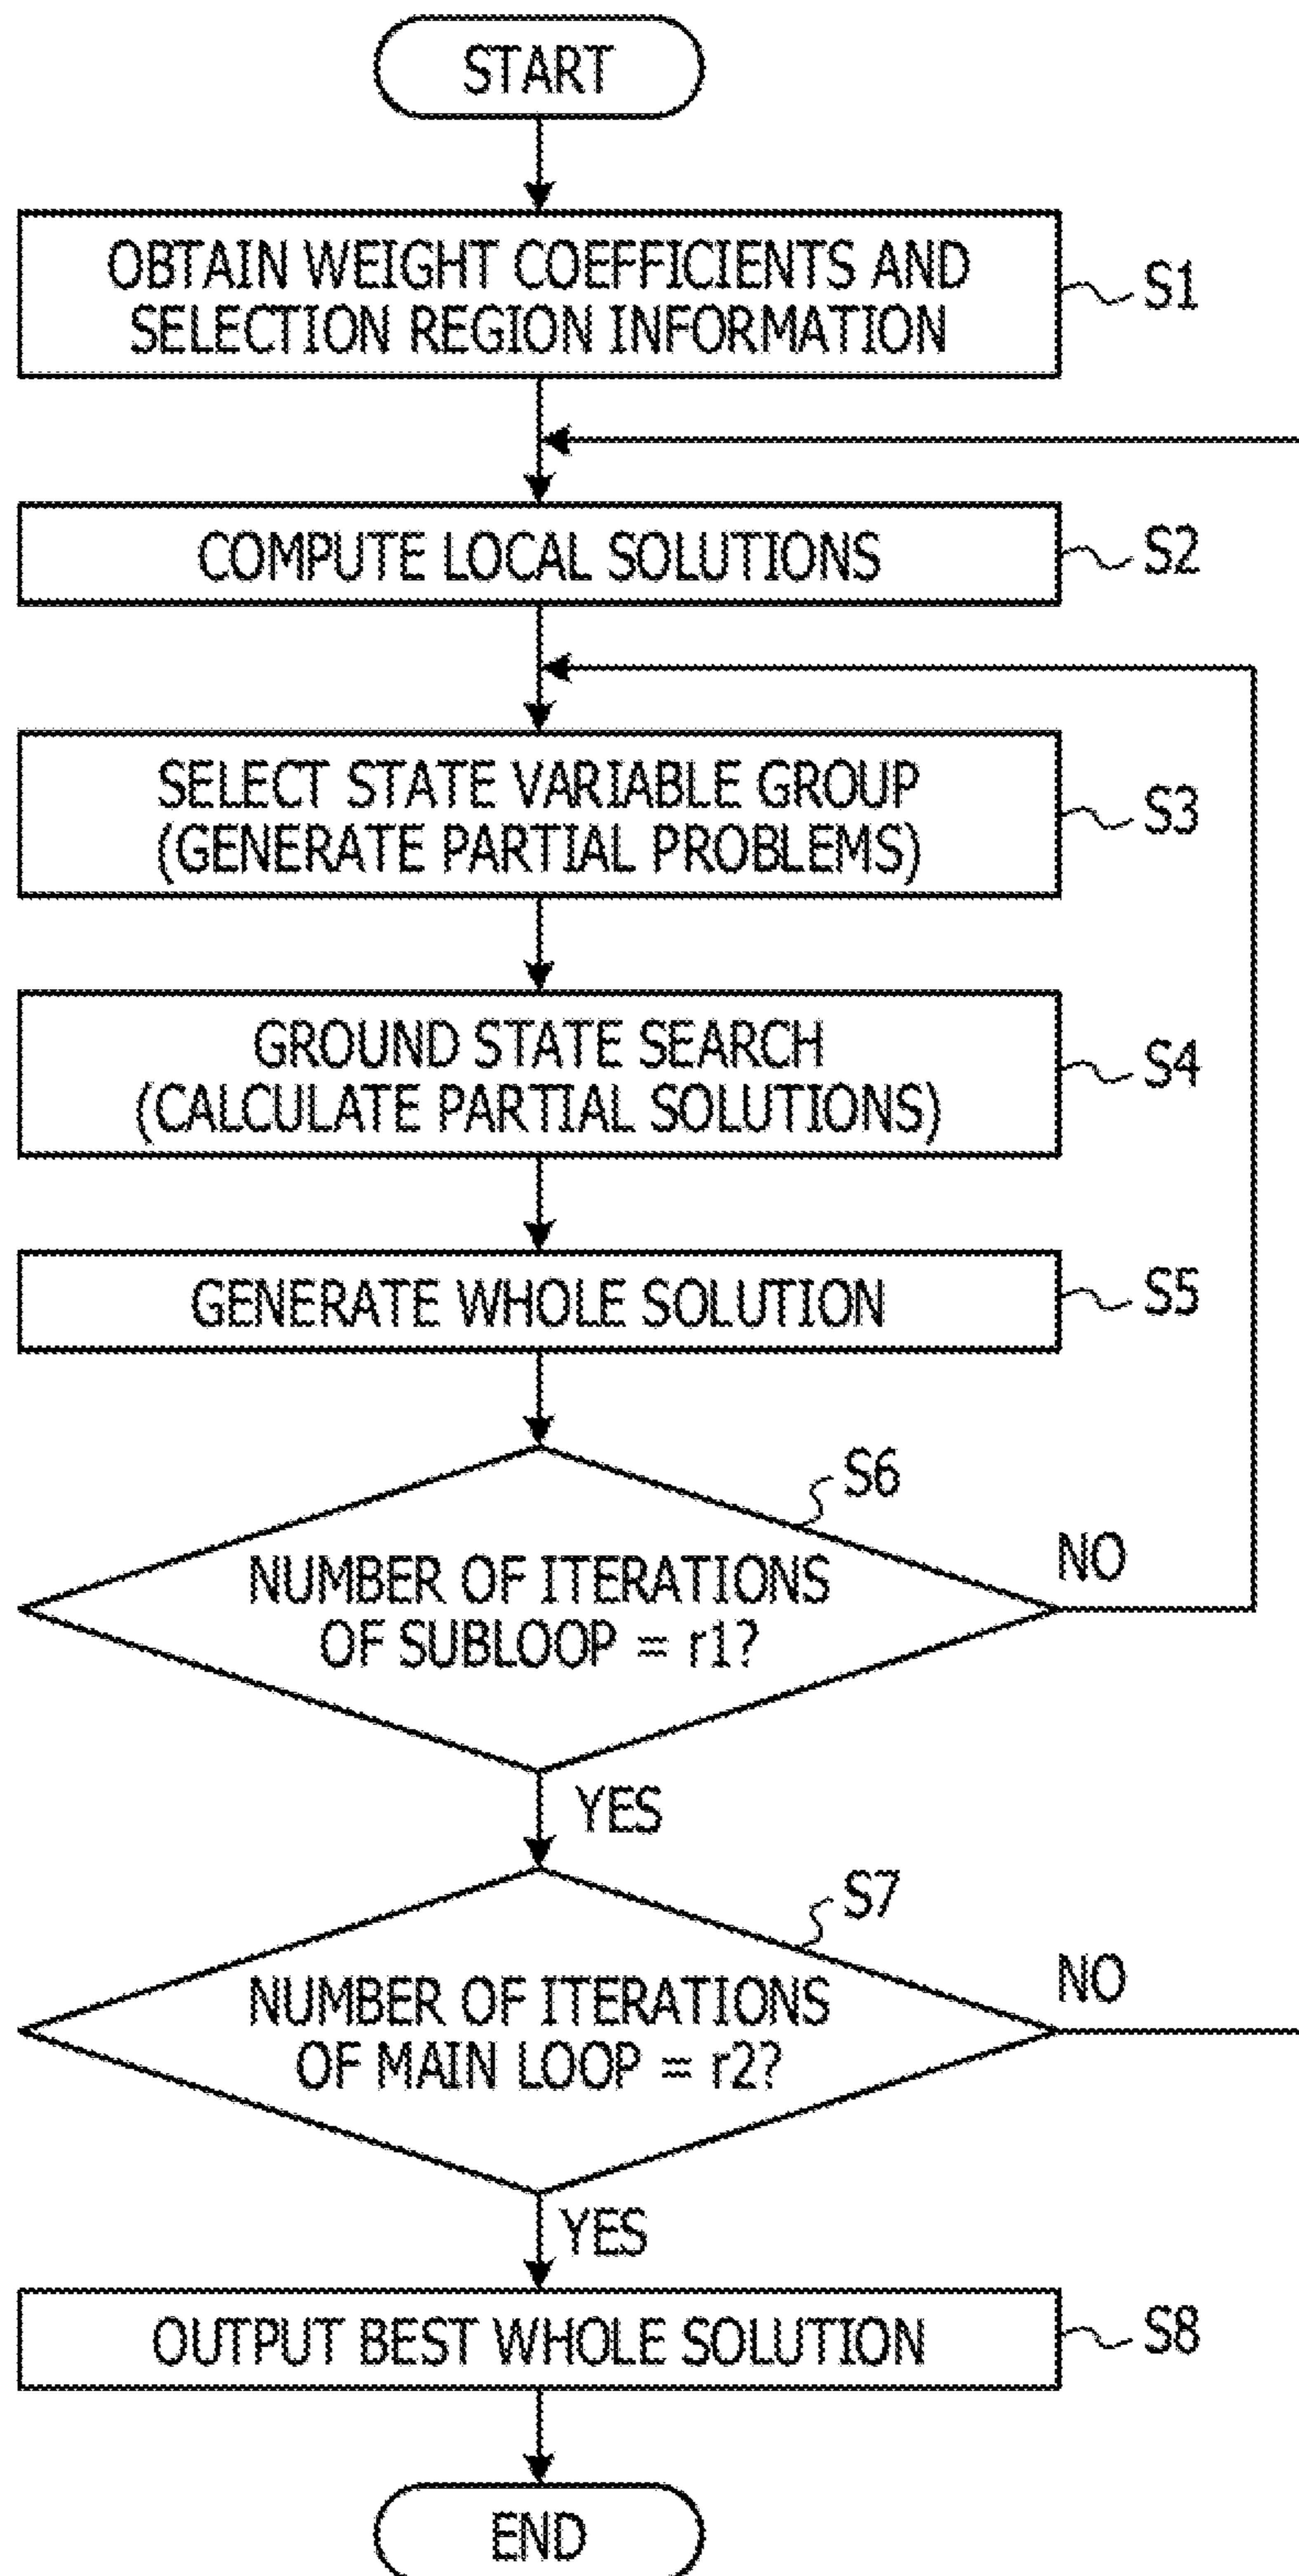 START
OBTAIN WEIGHT COEFFICIENTS AND
SELECTION REGION INFORMATION
S1
COMPUTE LOCAL SOLUTIONS
S2
SELECT STATE VARIABLE GROUP
(GENERATE PARTIAL PROBLEMS)
S3
GROUND STATE SEARCH
(CALCULATE PARTIAL SOLUTIONS)
S4
GENERATE WHOLE SOLUTION
S5
S6
NUMBER OF ITERATIONS
OF SUBLOOP = r1?
NO
YES
S7
NUMBER OF ITERATIONS
OF MAIN LOOP = r2?
NO
YES
OUTPUT BEST WHOLE SOLUTION
S8
END